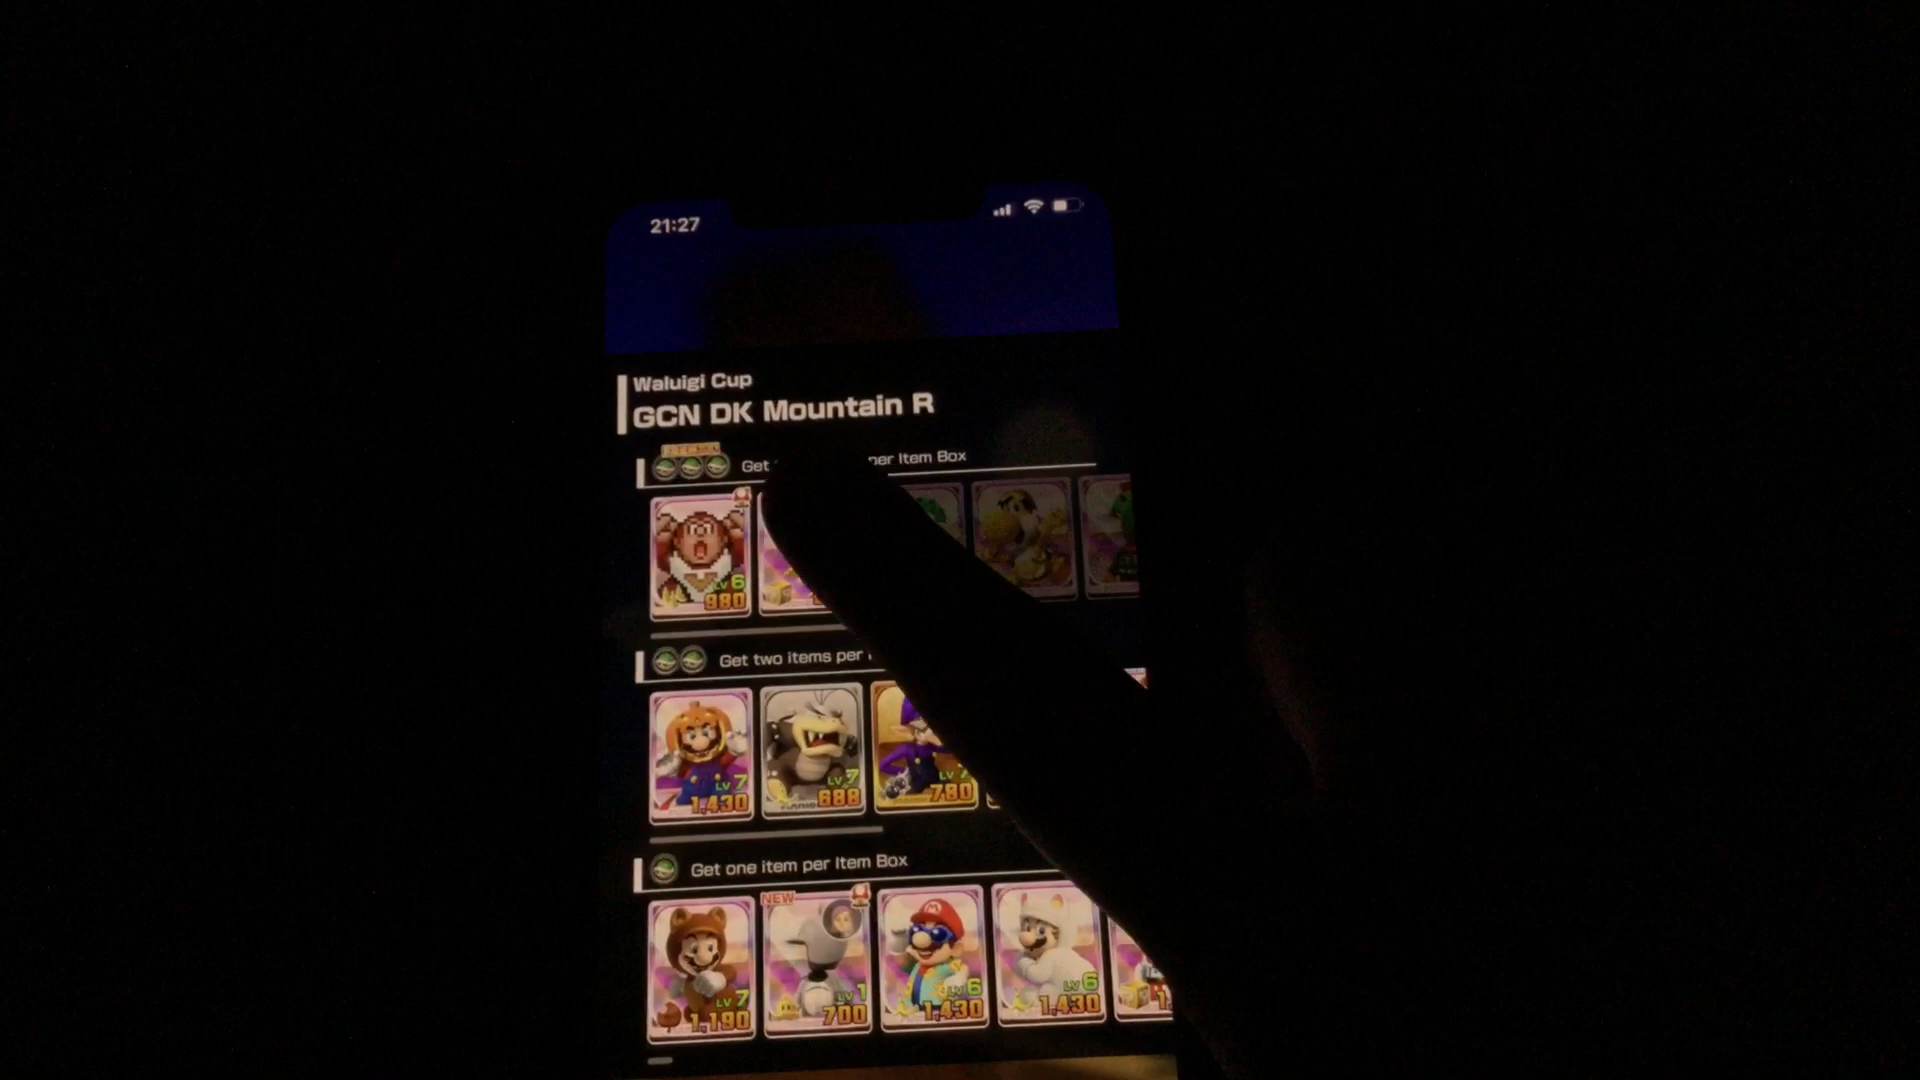 21:27
Waluigi Cup
GCN DK Mountain R
Get per Item Box
LV 6
980
Get two items per
LV 7
1,430
LV 7
688
LV 7
780
Get one item per Item Box
NEW
LV 7
1,190
LV 1
700
LV 6
1,430
LV 6
1,430